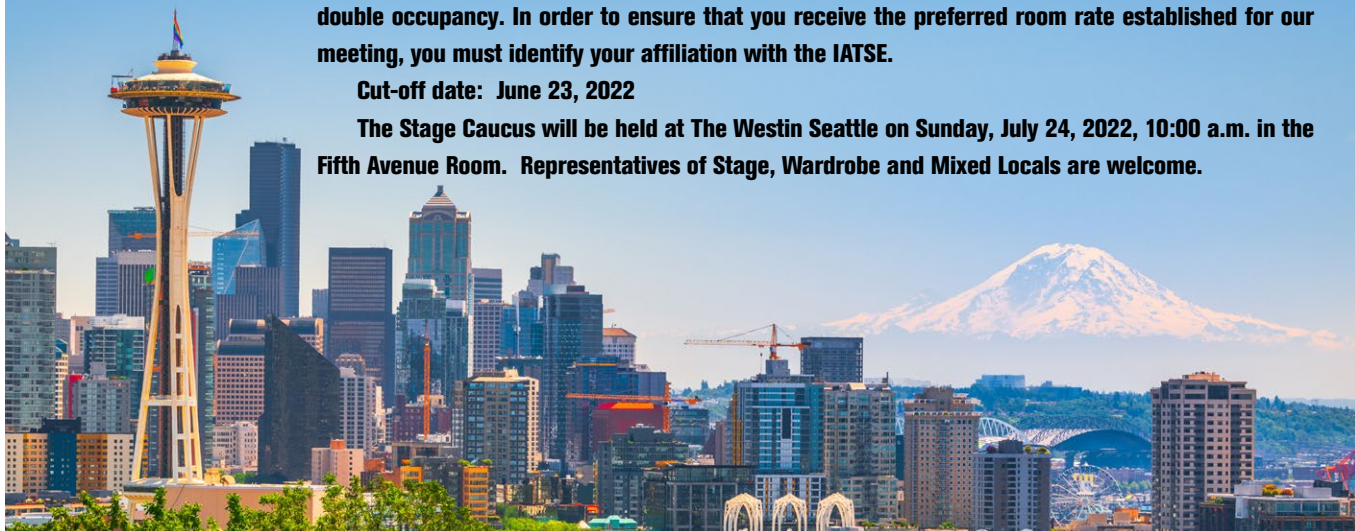 double occupancy. In order to ensure that you receive the preferred room rate established for our
meeting, you must identify your affiliation with the IATSE.
Cut-off date: June 23, 2022
The Stage Caucus will be held at The Westin Seattle on Sunday, July 24, 2022, 10:00 a.m. in the
Fifth Avenue Room. Representatives of Stage, Wardrobe and Mixed Locals are welcome.